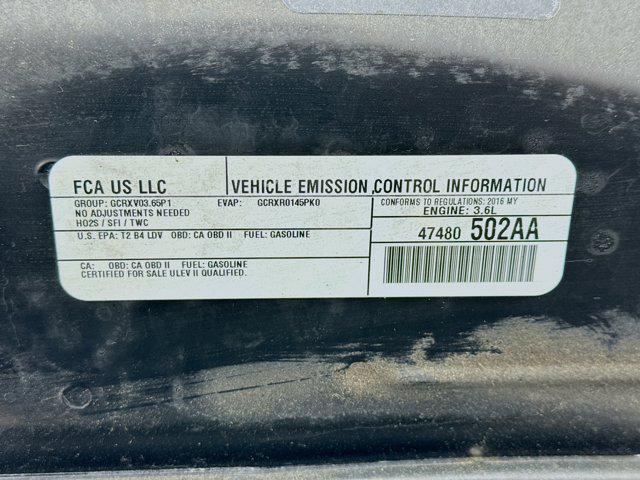 FCA US LLC
VEHICLE EMISSION CONTROL INFORMATION
GROUP: GCRXV03.65P1 EVAP: GCRXR0145PK0
NO ADJUSTMENTS NEEDED
HO2S / SFI / TWC
CONFORMS TO REGULATIONS: 2016 MY
ENGINE: 3.6L
U.S. EPA: T2 B4 LDV OBD: CA OBD II FUEL: GASOLINE
47480 502AA
CA: OBD: CA OBD II FUEL: GASOLINE
CERTIFIED FOR SALE ULEV II QUALIFIED.